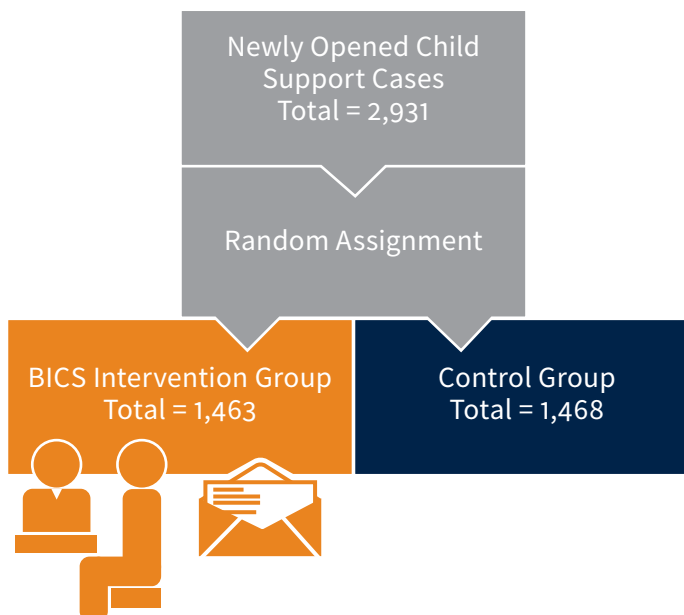 Newly Opened Child
Support Cases
Total = 2,931
Random Assignment
BICS Intervention Group
Total = 1,463
Control Group
Total = 1,468